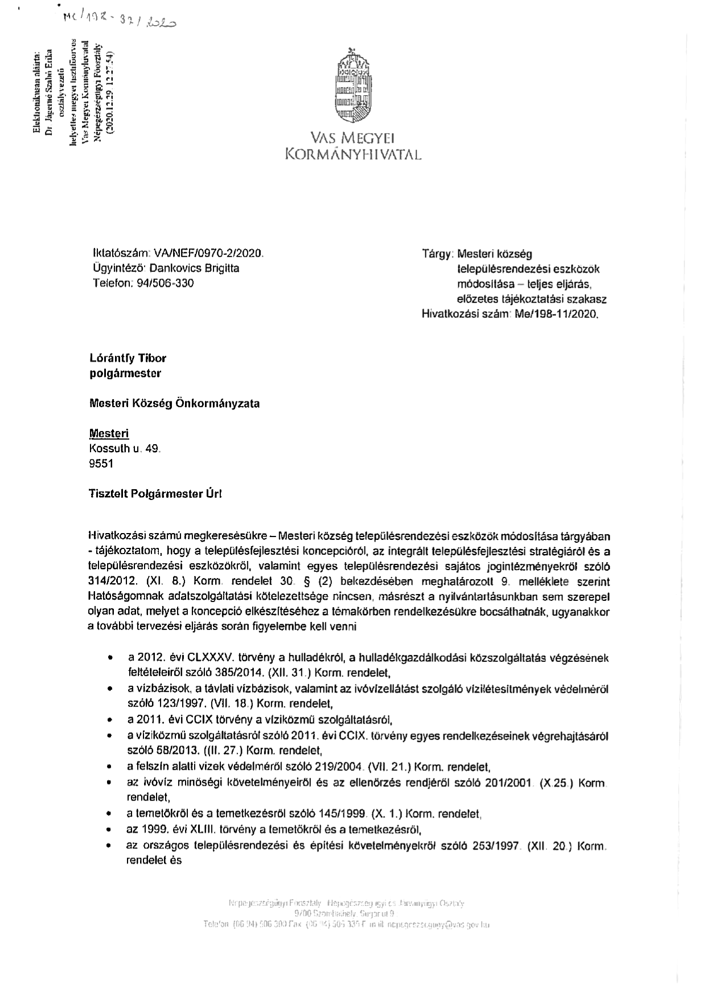 Me/198-37/2020
Elektronikusan aláírta:
Dr. Jágerné Szabó Erika
osztályvezető
helyettes megyei tisztifőorvos
Vas Megyei Kormányhivatal
Népegészségügyi Főosztály
(2020.12.29. 12:27:54)
VAS MEGYEI
KORMÁNYHIVATAL
Iktatószám: VA/NEF/0970-2/2020.
Ügyintéző: Dankovics Brigitta
Telefon: 94/506-330
Tárgy: Mesteri község
településrendezési eszközök
módosítása – teljes eljárás,
előzetes tájékoztatási szakasz
Hivatkozási szám: Me/198-11/2020.
Lórántfy Tibor
polgármester
Mesteri Község Önkormányzata
Mesteri
Kossuth u. 49.
9551
Tisztelt Polgármester Úr!
Hivatkozási számú megkeresésükre – Mesteri község településrendezési eszközök módosítása tárgyában
- tájékoztatom, hogy a településfejlesztési koncepcióról, az integrált településfejlesztési stratégiáról és a
településrendezési eszközökről, valamint egyes településrendezési sajátos jogintézményekről szóló
314/2012. (XI. 8.) Korm. rendelet 30. § (2) bekezdésében meghatározott 9. melléklete szerint
Hatóságomnak adatszolgáltatási kötelezettsége nincsen, másrészt a nyilvántartásunkban sem szerepel
olyan adat, melyet a koncepció elkészítéséhez a témakörben rendelkezésükre bocsáthatnák, ugyanakkor
a további tervezési eljárás során figyelembe kell venni
• a 2012. évi CLXXXV. törvény a hulladékról, a hulladékgazdálkodási közszolgáltatás végzésének
feltételeiről szóló 385/2014. (XII. 31.) Korm. rendelet,
• a vízbázisok, a távlati vízbázisok, valamint az ivóvízellátást szolgáló vízilétesítmények védelméről
szóló 123/1997. (VII. 18.) Korm. rendelet,
• a 2011. évi CCIX törvény a víziközmű szolgáltatásról,
• a víziközmű szolgáltatásról szóló 2011. évi CCIX. törvény egyes rendelkezéseinek végrehajtásáról
szóló 58/2013. ((II. 27.) Korm. rendelet,
• a felszín alatti vizek védelméről szóló 219/2004. (VII. 21.) Korm. rendelet,
• az ivóvíz minőségi követelményeiről és az ellenőrzés rendjéről szóló 201/2001. (X.25.) Korm.
rendelet,
• a temetőkről és a temetkezésről szóló 145/1999. (X. 1.) Korm. rendelet,
• az 1999. évi XLIII. törvény a temetőkről és a temetkezésről,
• az országos településrendezési és építési követelményekről szóló 253/1997. (XII. 20.) Korm.
rendelet és
Népegészségügyi Főosztály Népegészségügyi és Járványügyi Osztály
9700 Szombathely, Sugár út 9.
Telefon: (06 94) 506 300 Fax: (06 94) 506 339 E-mail: nepegeszsegugy@vas.gov.hu